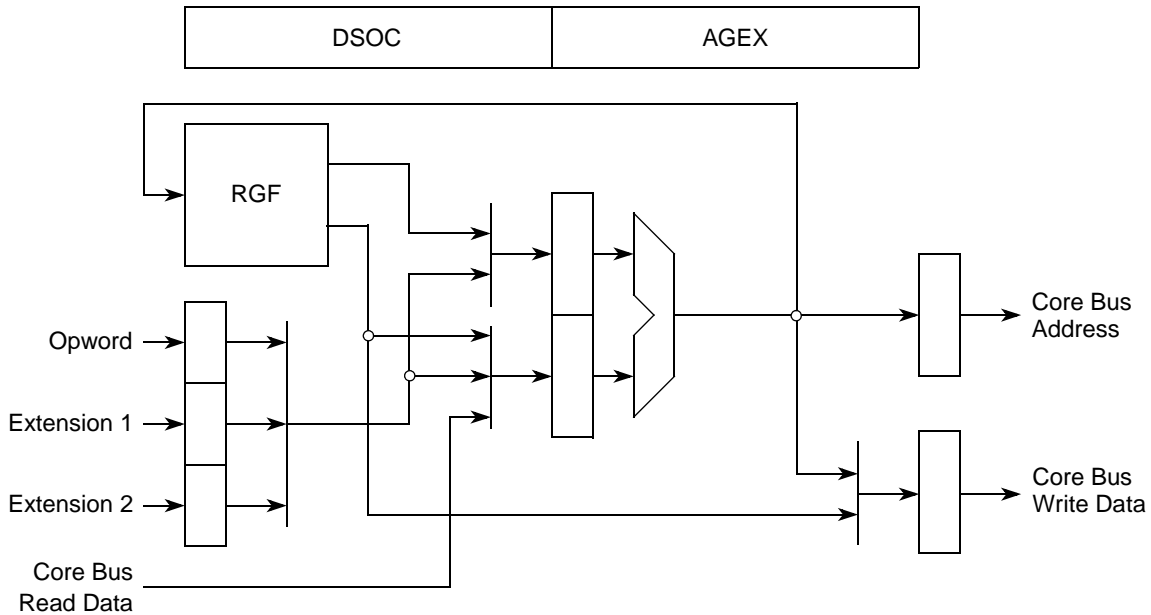 DSOC
AGEX
RGF
Opword
Extension 1
Extension 2
Core Bus
Read Data
Core Bus
Address
Core Bus
Write Data